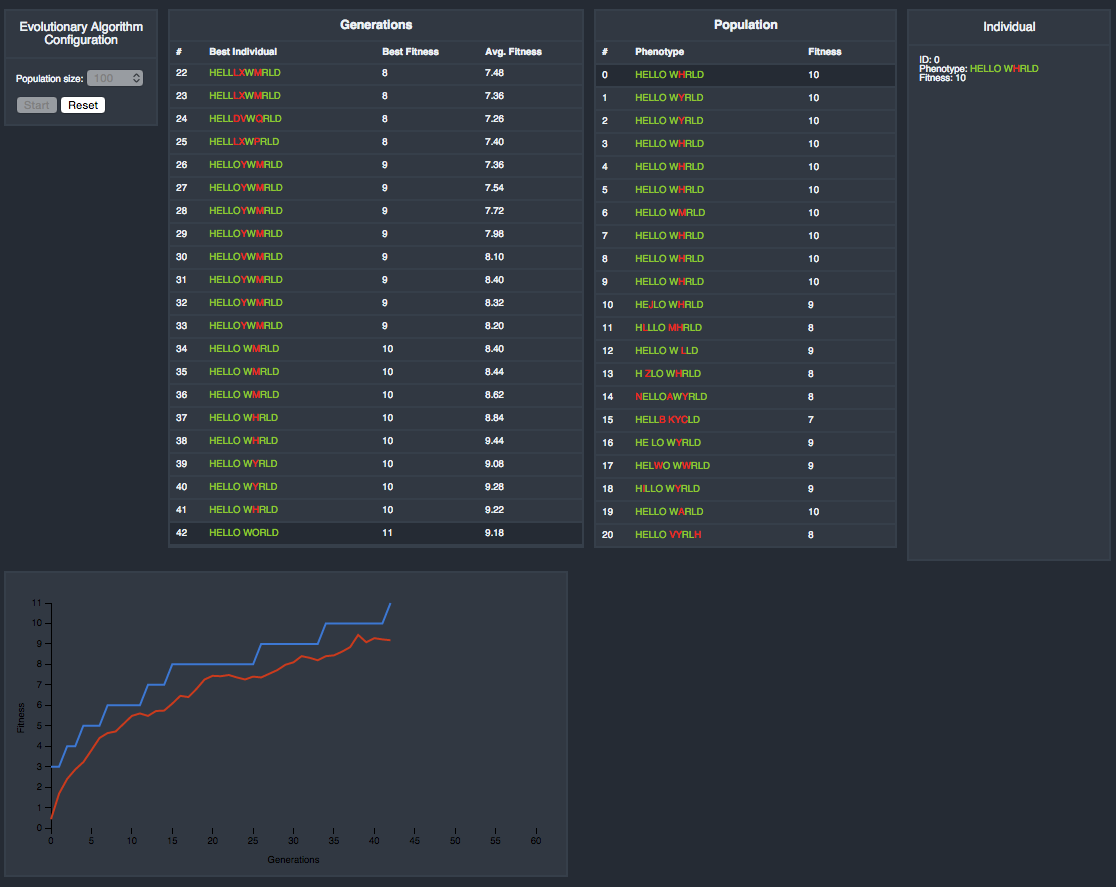 Evolutionary Algorithm
Configuration
Population size: 100
Start Reset
Generations
# Best Individual Best Fitness Avg. Fitness
22 HELLLXWMRLD 8 7.48
23 HELLLXWMRLD 8 7.36
24 HELLDVWQRLD 8 7.26
25 HELLLXWPRLD 8 7.40
26 HELLOYWMRLD 9 7.36
27 HELLOYWMRLD 9 7.54
28 HELLOYWMRLD 9 7.72
29 HELLOYWMRLD 9 7.98
30 HELLOVWMRLD 9 8.10
31 HELLOYWMRLD 9 8.40
32 HELLOYWMRLD 9 8.32
33 HELLOYWMRLD 9 8.20
34 HELLO WMRLD 10 8.40
35 HELLO WMRLD 10 8.44
36 HELLO WMRLD 10 8.62
37 HELLO WHRLD 10 8.84
38 HELLO WHRLD 10 9.44
39 HELLO WYRLD 10 9.08
40 HELLO WYRLD 10 9.28
41 HELLO WHRLD 10 9.22
42 HELLO WORLD 11 9.18
Population
# Phenotype Fitness
0 HELLO WHRLD 10
1 HELLO WYRLD 10
2 HELLO WYRLD 10
3 HELLO WHRLD 10
4 HELLO WHRLD 10
5 HELLO WHRLD 10
6 HELLO WMRLD 10
7 HELLO WHRLD 10
8 HELLO WHRLD 10
9 HELLO WHRLD 10
10 HEJLO WHRLD 9
11 HLLLO MHRLD 8
12 HELLO W LLD 9
13 H ZLO WHRLD 8
14 NELLOAWYRLD 8
15 HELLB KYCLD 7
16 HE LO WYRLD 9
17 HELWO WWRLD 9
18 HILLO WYRLD 9
19 HELLO WARLD 10
20 HELLO VYRLH 8
Individual
ID: 0
Phenotype: HELLO WHRLD
Fitness: 10
Fitness
11
10
9
8
7
6
5
4
3
2
1
0
0 5 10 15 20 25 30 35 40 45 50 55 60
Generations